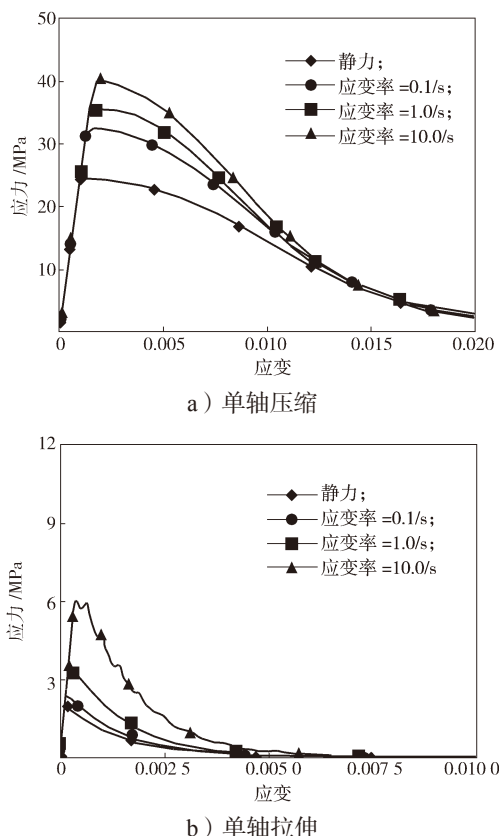 50
40
30
20
10
应力 /MPa
静力；
应变率 =0.1/s；
应变率 =1.0/s；
应变率 =10.0/s
0
0.005
0.010
0.015
0.020
应变
a）单轴压缩
12
9
6
3
应力 /MPa
静力；
应变率 =0.1/s；
应变率 =1.0/s；
应变率 =10.0/s
0
0.002 5
0.005 0
0.007 5
0.010 0
应变
b）单轴拉伸